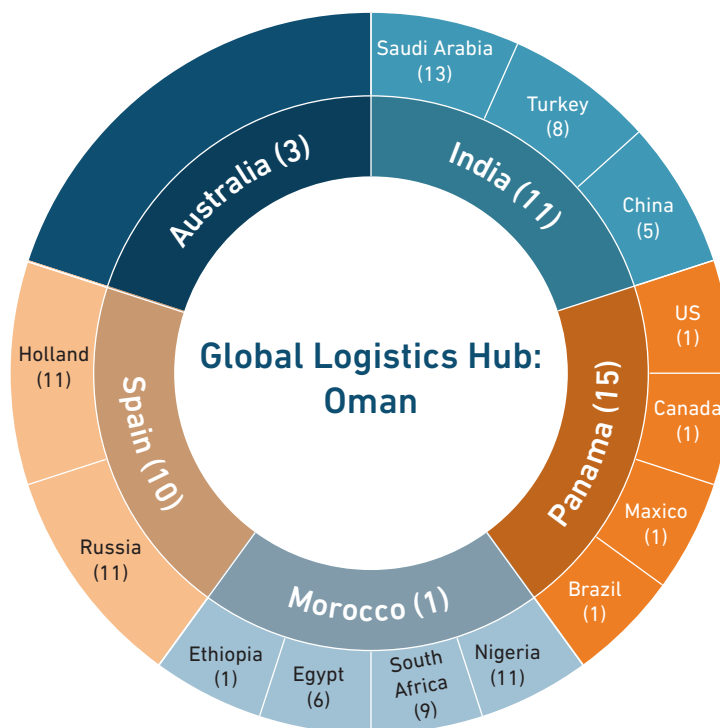 Global Logistics Hub:
Oman
Australia (3)
India (11)
Saudi Arabia
(13)
Turkey
(8)
China
(5)
Panama (15)
US
(1)
Canada
(1)
Maxico
(1)
Brazil
(1)
Morocco (1)
Nigeria
(11)
South
Africa
(9)
Egypt
(6)
Ethiopia
(1)
Spain (10)
Russia
(11)
Holland
(11)